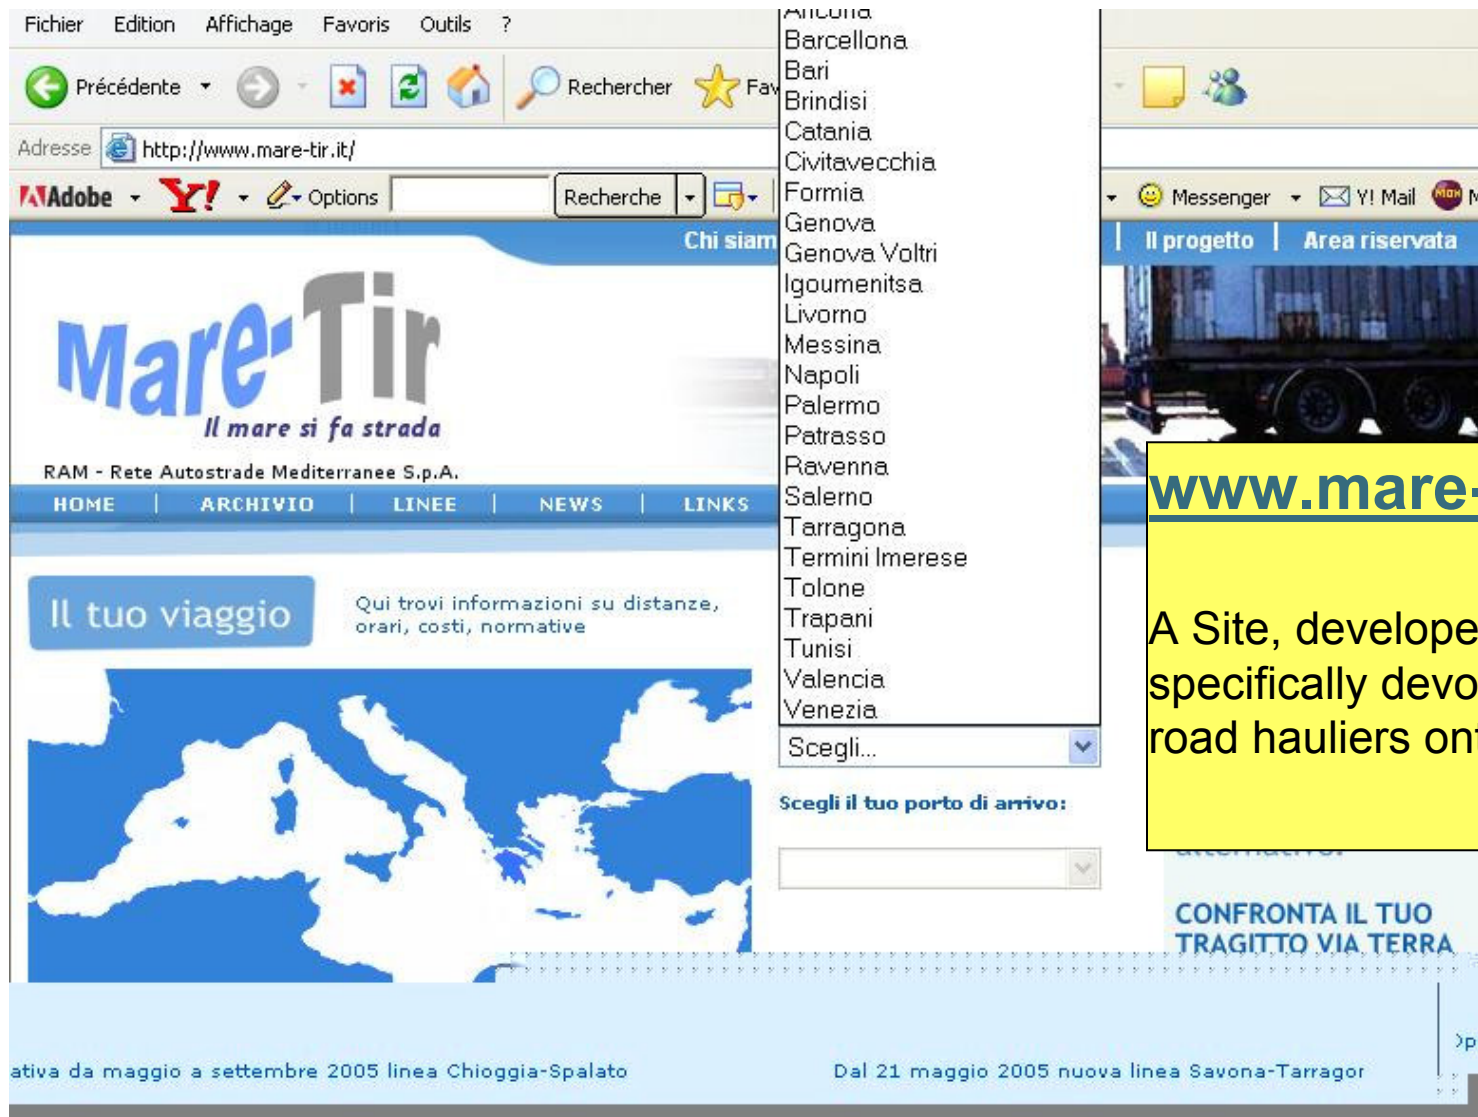 Fichier Edition Affichage Favoris Outils ?
Précédente Rechercher Fav
Adresse http://www.mare-tir.it/
Adobe Y! Options Recherche Messenger Y! Mail M
Chi siam Il progetto | Area riservata
Mare-Tir
Il mare si fa strada
RAM - Rete Autostrade Mediterranee S.p.A.
HOME | ARCHIVIO | LINEE | NEWS | LINKS
Il tuo viaggio
Qui trovi informazioni su distanze,
orari, costi, normative
Ancona
Barcellona
Bari
Brindisi
Catania
Civitavecchia
Formia
Genova
Genova Voltri
Igoumenitsa
Livorno
Messina
Napoli
Palermo
Patrasso
Ravenna
Salerno
Tarragona
Termini Imerese
Tolone
Trapani
Tunisi
Valencia
Venezia
Scegli...
Scegli il tuo porto di arrivo:
www.mare-
A Site, develope
specifically devo
road hauliers ont
CONFRONTA IL TUO
TRAGITTO VIA TERRA
ativa da maggio a settembre 2005 linea Chioggia-Spalato
Dal 21 maggio 2005 nuova linea Savona-Tarragor